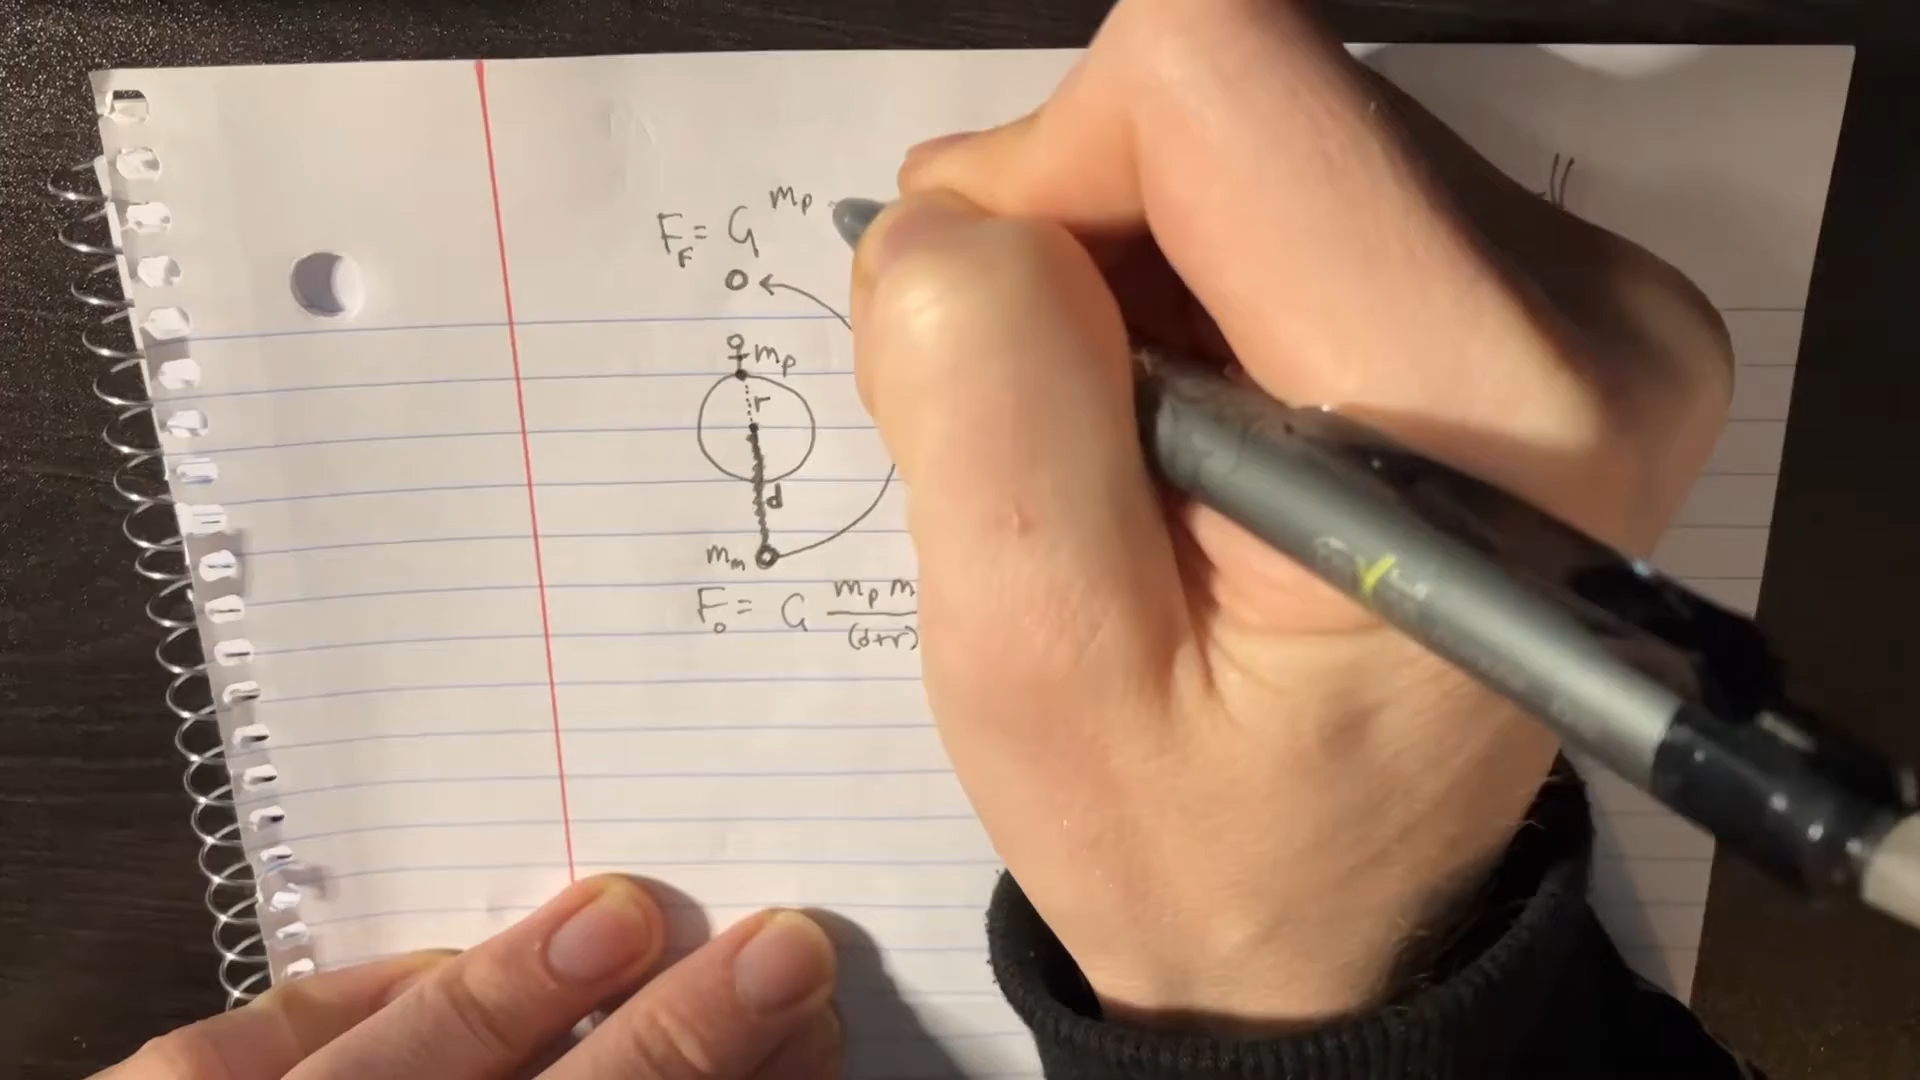 F_F = G m_p
m_p
r
d
m_m
F_o = G m_p m / (d+r)